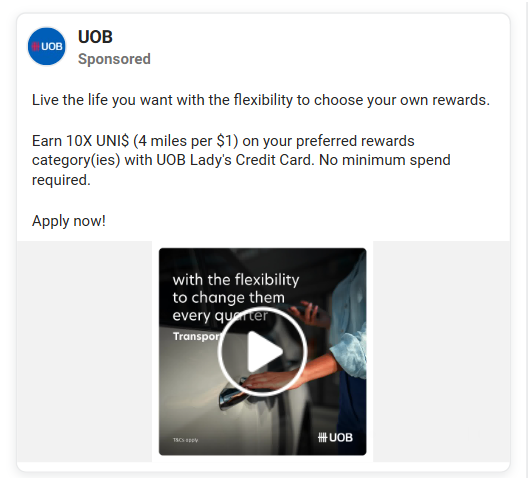 UOB
UOB
Sponsored
Live the life you want with the flexibility to choose your own rewards.
Earn 10X UNI$ (4 miles per $1) on your preferred rewards
category(ies) with UOB Lady's Credit Card. No minimum spend
required.
Apply now!
with the flexibility
to change them
every quarter
Transport
T&Cs apply
UOB